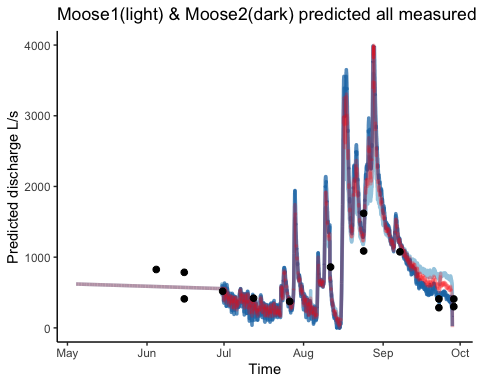 Moose1(light) & Moose2(dark) predicted all measured
Predicted discharge L/s
4000
3000
2000
1000
0
May Jun Jul Aug Sep Oct
Time